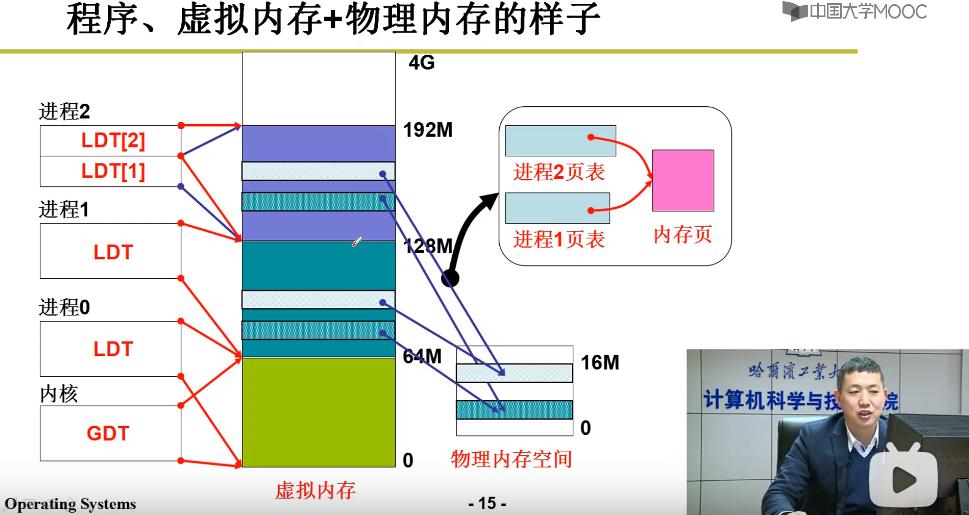 程序、虚拟内存+物理内存的样子
中国大学MOOC
4G
进程2
LDT[2]
LDT[1]
192M
进程2页表
进程1页表
内存页
进程1
LDT
128M
进程0
LDT
64M
内核
GDT
0
虚拟内存
16M
0
物理内存空间
哈尔滨工业大
计算机科学与技 院
Operating Systems
- 15 -